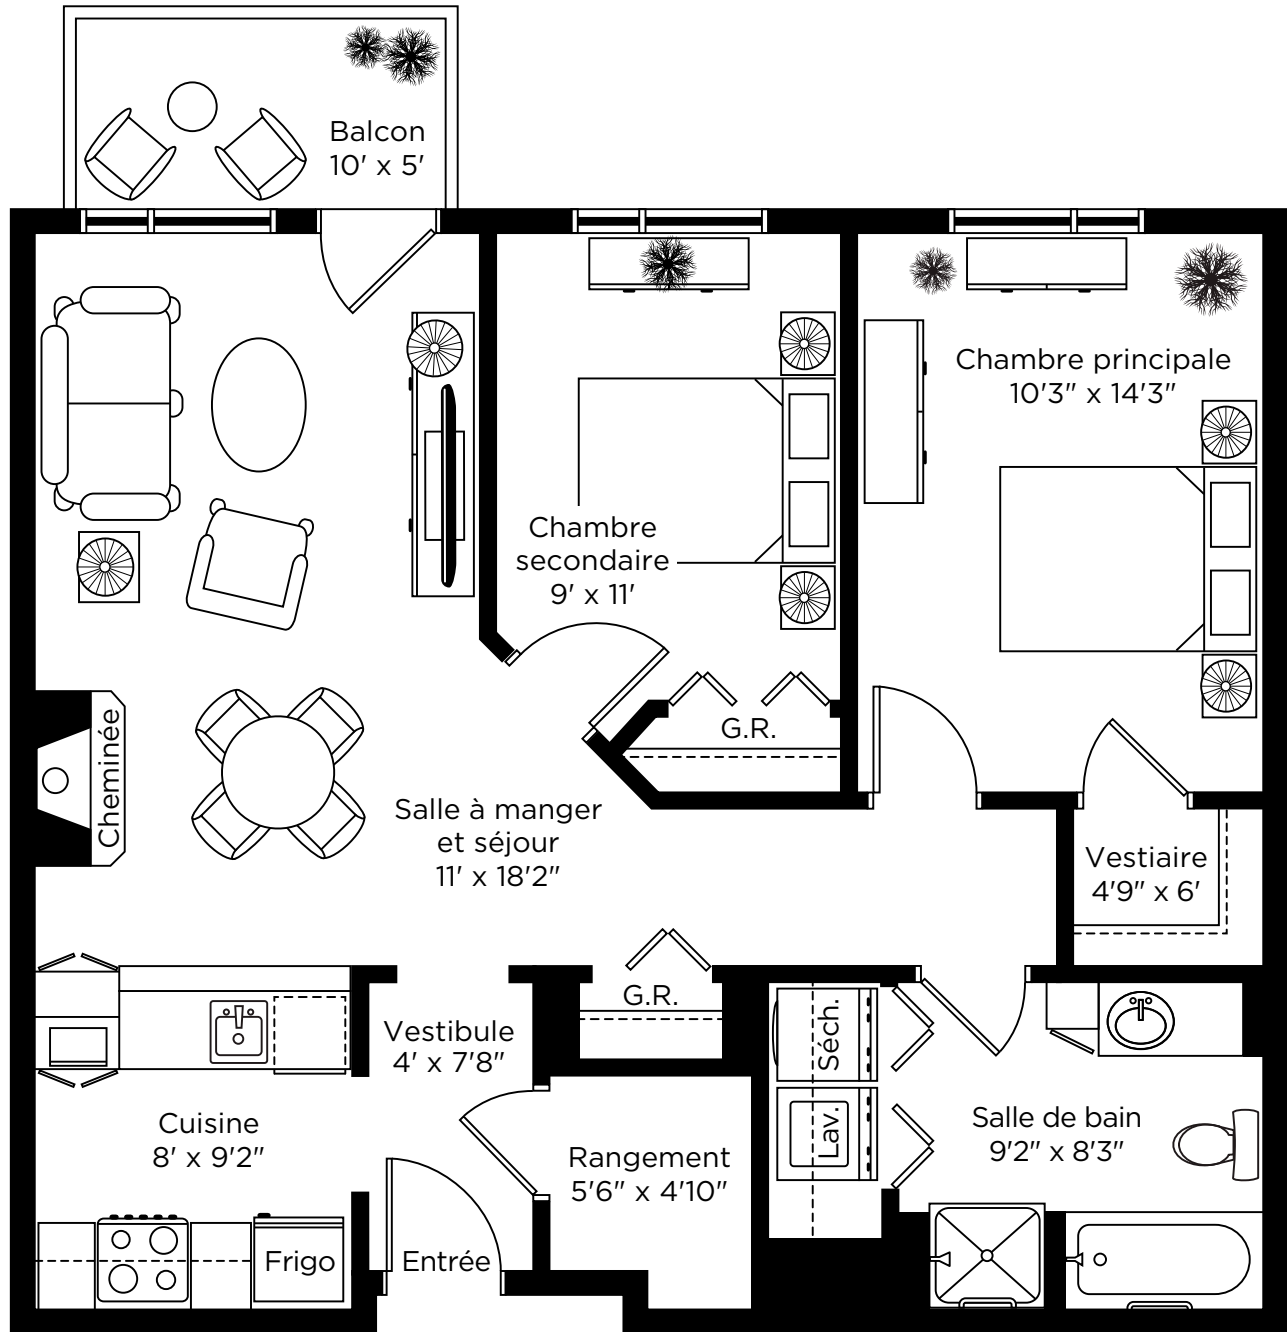 Balcon
10' x 5'
Chambre principale
10'3" x 14'3"
Chambre
secondaire
9' x 11'
G.R.
Cheminée
Salle à manger
et séjour
11' x 18'2"
Vestiaire
4'9" x 6'
G.R.
Vestibule
4' x 7'8"
Séch.
Lav.
Cuisine
8' x 9'2"
Salle de bain
9'2" x 8'3"
Rangement
5'6" x 4'10"
Frigo
Entrée